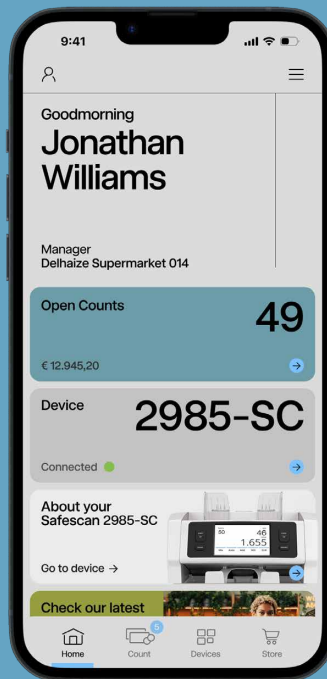 9:41
Goodmorning
Jonathan
Williams
Manager
Delhaize Supermarket 014
Open Counts
49
€ 12.945,20
Device
2985-SC
Connected
About your
Safescan 2985-SC
50 46
1.655
Go to device →
Check our latest
5
Home Count Devices Store